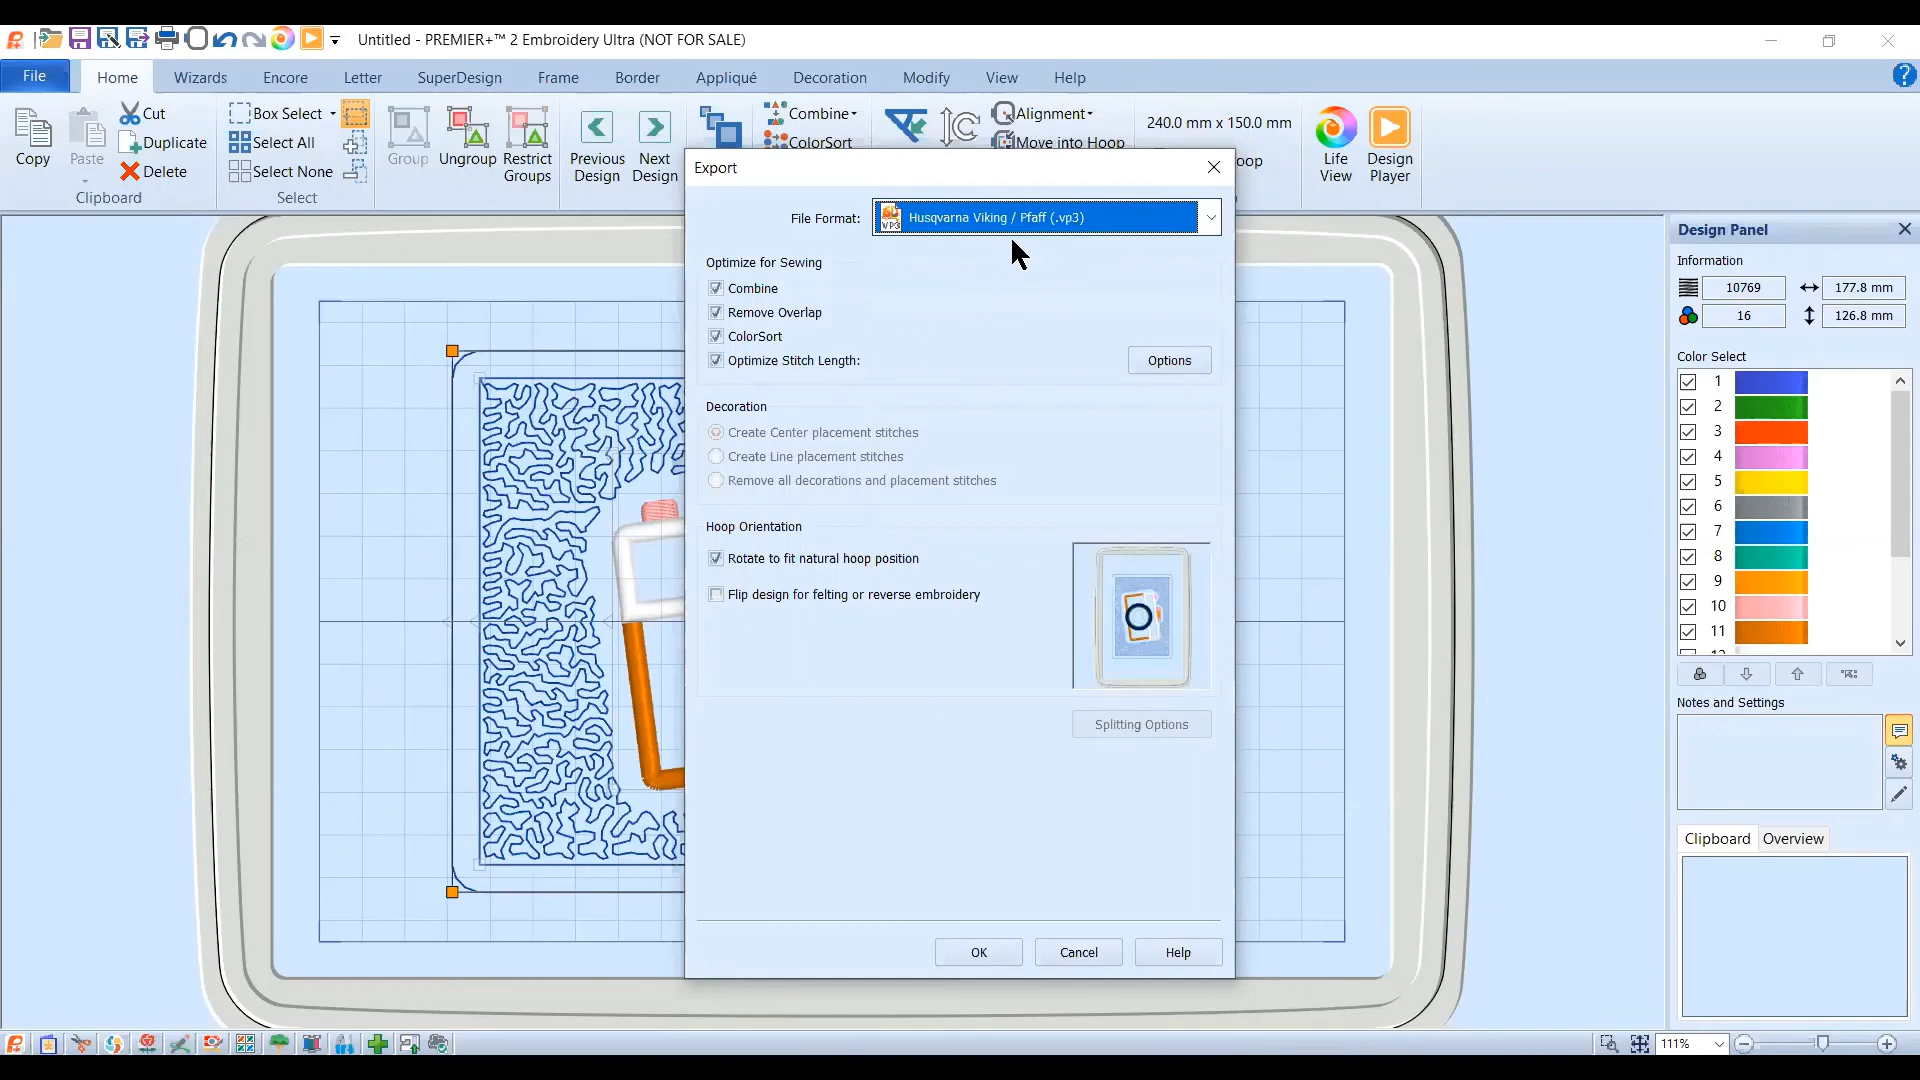 Untitled - PREMIER+™ 2 Embroidery Ultra (NOT FOR SALE)
File
Home
Wizards
Encore
Letter
SuperDesign
Frame
Border
Appliqué
Decoration
Modify
View
Help
Copy
Paste
Cut
Duplicate
Delete
Clipboard
Box Select
Select All
Select None
Select
Group
Ungroup
Restrict Groups
Previous Design
Next Design
Combine
ColorSort
Alignment
Move into Hoop
240.0 mm x 150.0 mm
oop
Life View
Design Player
Export
File Format:
VP3
Husqvarna Viking / Pfaff (.vp3)
Optimize for Sewing
Combine
Remove Overlap
ColorSort
Optimize Stitch Length:
Options
Decoration
Create Center placement stitches
Create Line placement stitches
Remove all decorations and placement stitches
Hoop Orientation
Rotate to fit natural hoop position
Flip design for felting or reverse embroidery
Splitting Options
OK
Cancel
Help
Design Panel
Information
10769
177.8 mm
16
126.8 mm
Color Select
1
2
3
4
5
6
7
8
9
10
11
Notes and Settings
Clipboard
Overview
111%